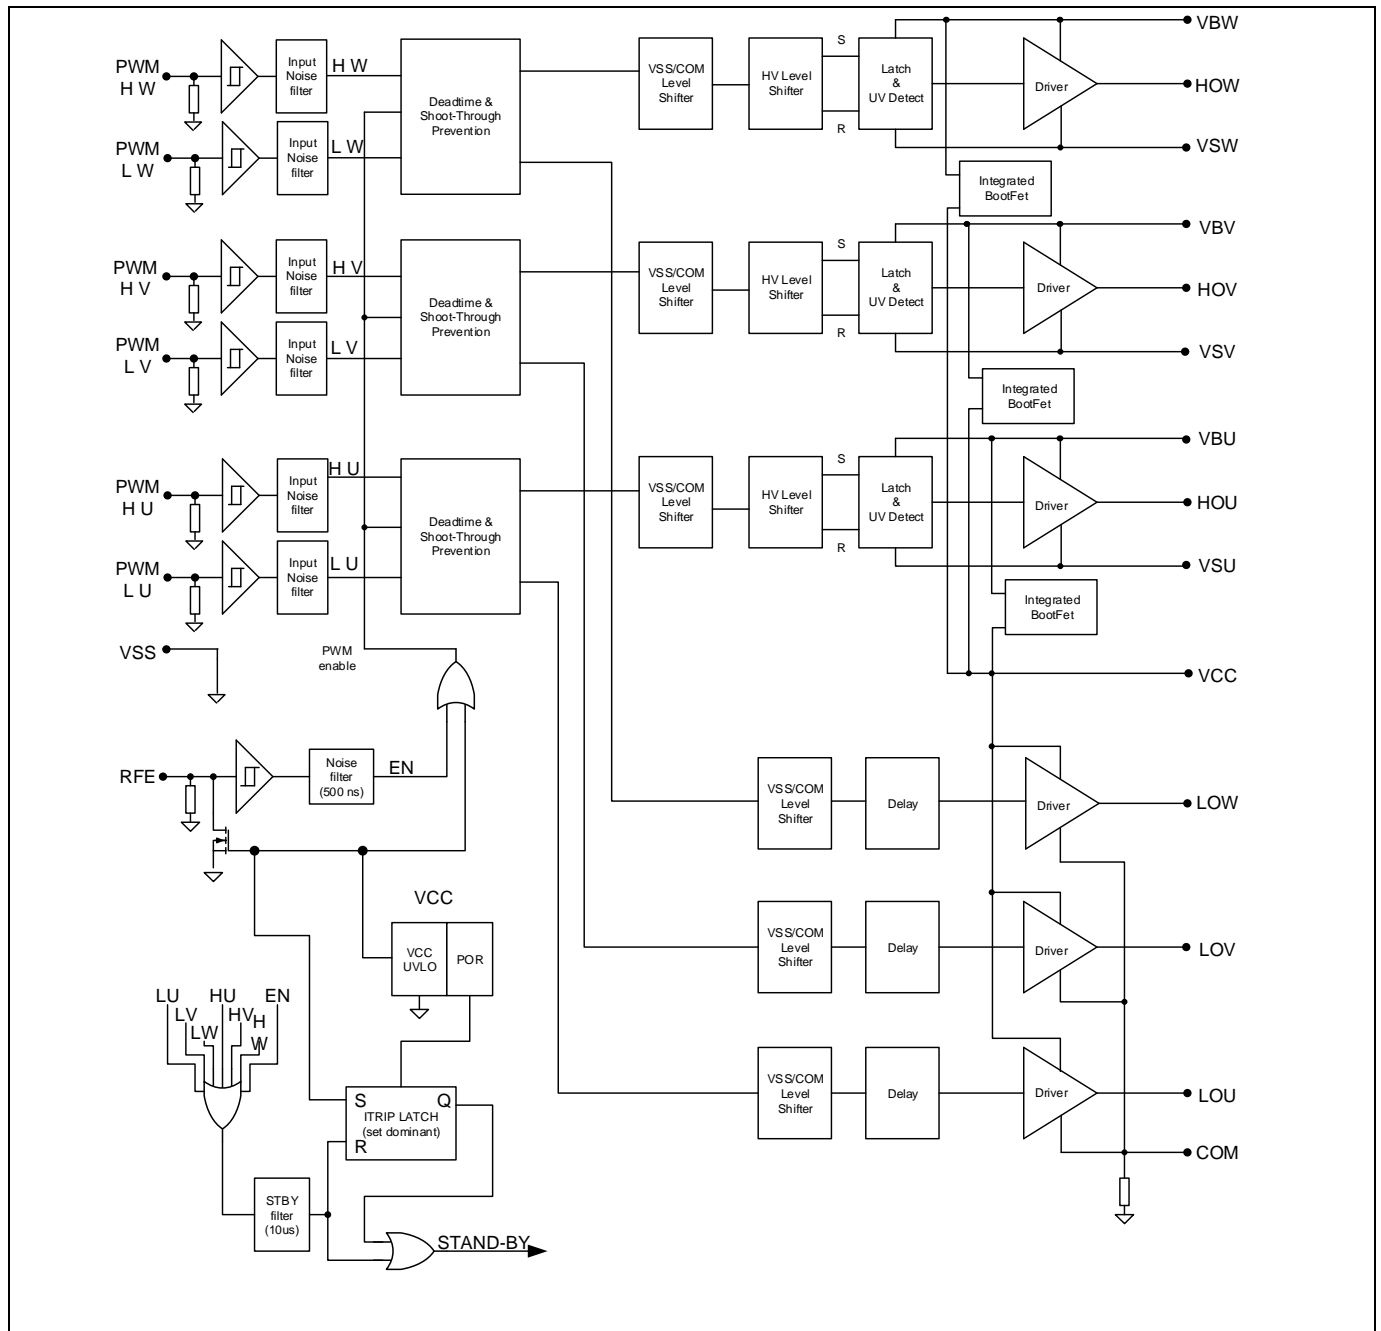 PWM
H W
Input
Noise
filter
H W
PWM
L W
Input
Noise
filter
L W
Deadtime &
Shoot-Through
Prevention
VSS/COM
Level
Shifter
HV Level
Shifter
S
R
Latch
&
UV Detect
Driver
VBW
HOW
VSW
Integrated
BootFet
PWM
H V
Input
Noise
filter
H V
PWM
L V
Input
Noise
filter
L V
Deadtime &
Shoot-Through
Prevention
VSS/COM
Level
Shifter
HV Level
Shifter
S
R
Latch
&
UV Detect
Driver
VBV
HOV
VSV
Integrated
BootFet
PWM
H U
Input
Noise
filter
H U
PWM
L U
Input
Noise
filter
L U
Deadtime &
Shoot-Through
Prevention
VSS/COM
Level
Shifter
HV Level
Shifter
S
R
Latch
&
UV Detect
Driver
VBU
HOU
VSU
Integrated
BootFet
VSS
PWM
enable
VCC
RFE
Noise
filter
(500 ns)
EN
VSS/COM
Level
Shifter
Delay
Driver
LOW
VCC
VCC
UVLO
POR
VSS/COM
Level
Shifter
Delay
Driver
LOV
LU
LV
LW
HU
HV
H
W
EN
S
Q
ITRIP LATCH
(set dominant)
R
VSS/COM
Level
Shifter
Delay
Driver
LOU
COM
STBY
filter
(10us)
STAND-BY